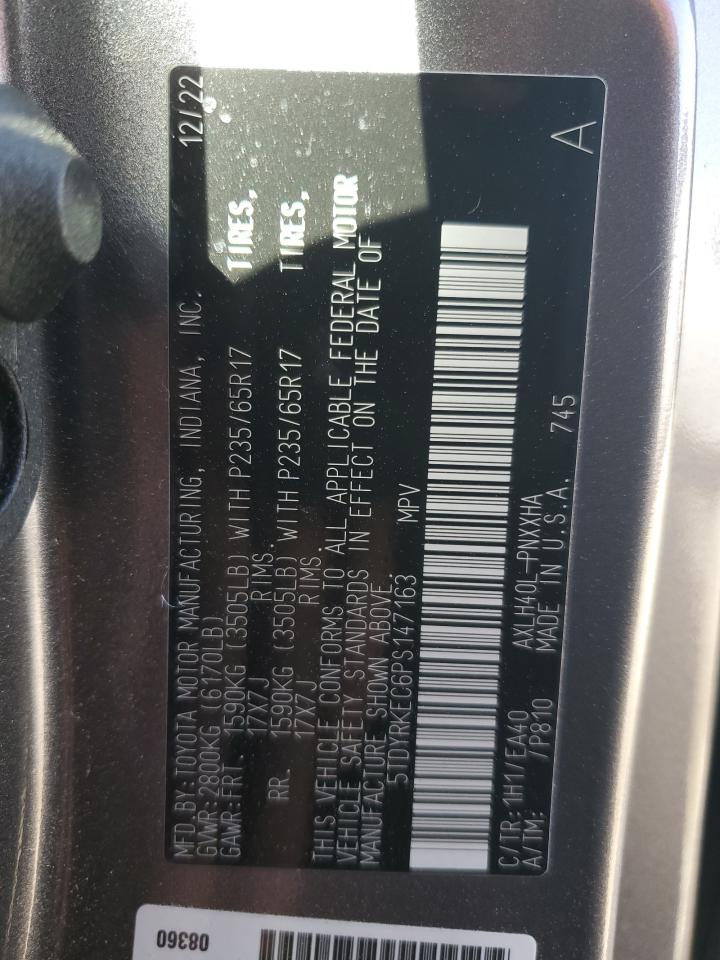 MFD.BY:TOYOTA MOTOR MANUFACTURING, INDIANA, INC. 12/22
GVWR:2800KG (6170LB)
GAWR:FRT. 1590KG (3505LB) WITH P235/65R17 TIRES,
17X7J RIMS.
RR. 1590KG (3505LB) WITH P235/65R17 TIRES,
17X7J RIMS.
THIS VEHICLE CONFORMS TO ALL APPLICABLE FEDERAL MOTOR
VEHICLE SAFETY STANDARDS IN EFFECT ON THE DATE OF
MANUFACTURE SHOWN ABOVE.
5TDYRKEC6PS147163 MPV
C/TR:1H1/EA40 AXLH40L-PNXXHA 745
A/TM: /P810 MADE IN U.S.A. A
08360